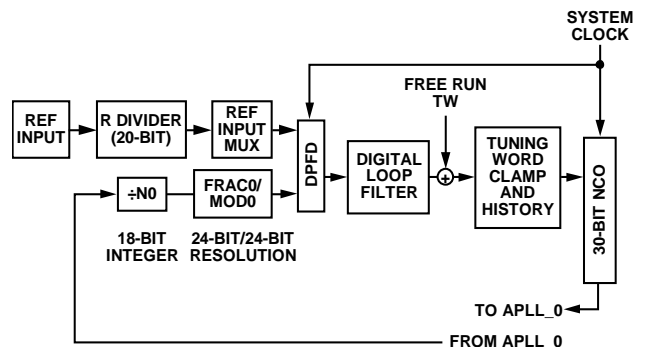 SYSTEM
CLOCK
FREE RUN
TW
REF
INPUT
R DIVIDER
(20-BIT)
REF
INPUT
MUX
DPFD
DIGITAL
LOOP
FILTER
+
TUNING
WORD
CLAMP
AND
HISTORY
30-BIT NCO
÷N0
FRAC0/
MOD0
18-BIT
INTEGER
24-BIT/24-BIT
RESOLUTION
TO APLL_0
FROM APLL_0